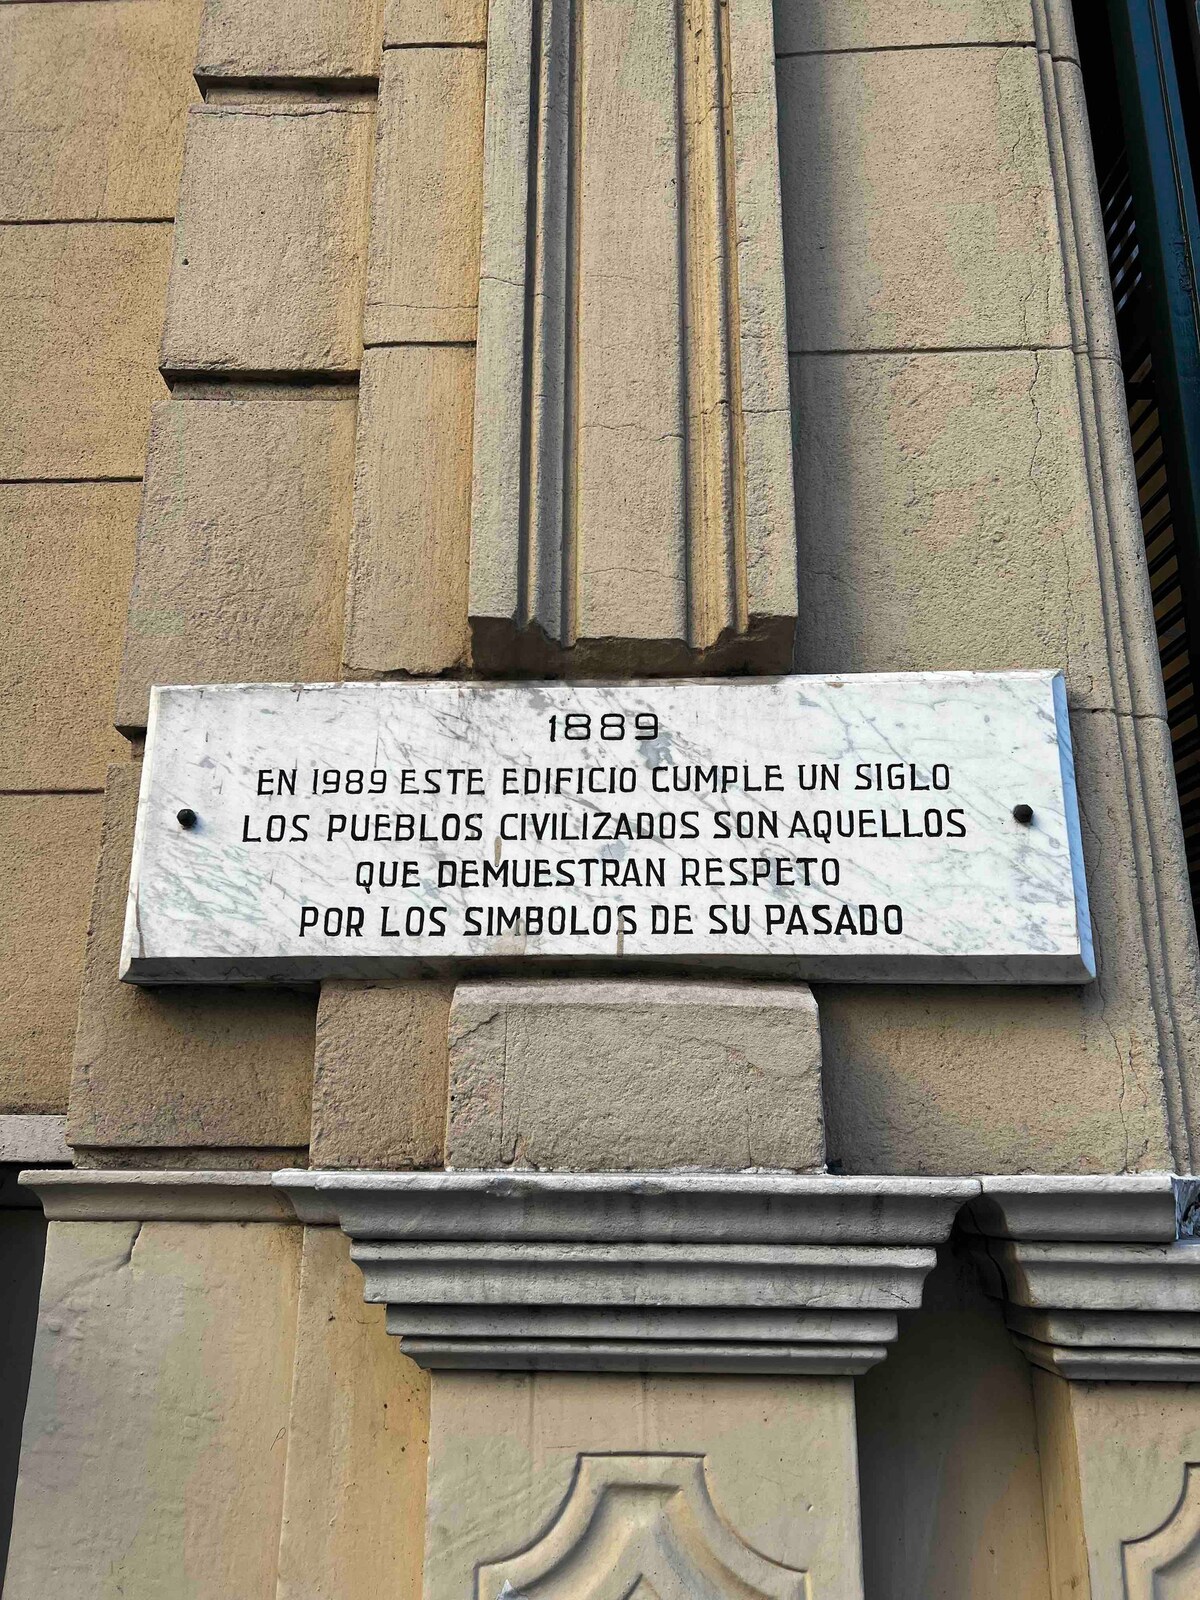 1889
EN 1989 ESTE EDIFICIO CUMPLE UN SIGLO
LOS PUEBLOS CIVILIZADOS SON AQUELLOS
QUE DEMUESTRAN RESPETO
POR LOS SIMBOLOS DE SU PASADO